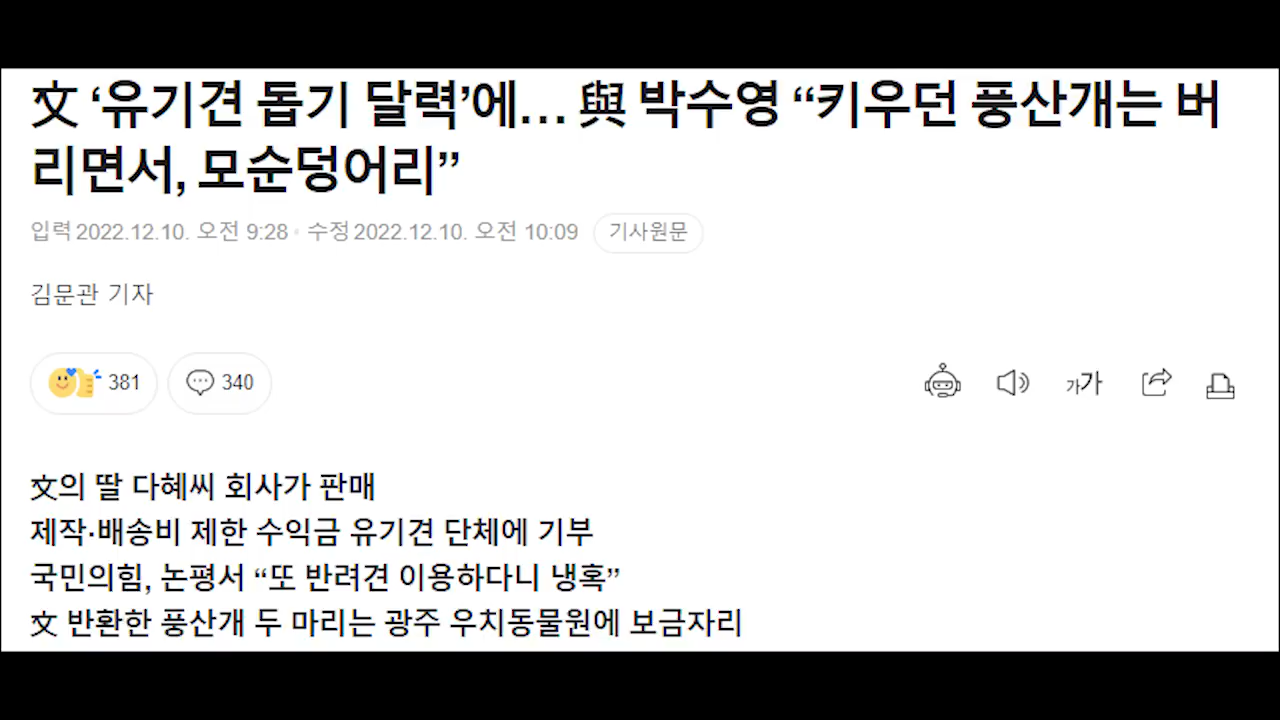 文 ‘유기견 돕기 달력’에… 與 박수영 “키우던 풍산개는 버
리면서, 모순덩어리”
입력 2022.12.10. 오전 9:28 · 수정 2022.12.10. 오전 10:09 기사원문
김문관 기자
381 340 가가
文의 딸 다혜씨 회사가 판매
제작·배송비 제한 수익금 유기견 단체에 기부
국민의힘, 논평서 “또 반려견 이용하다니 냉혹”
文 반환한 풍산개 두 마리는 광주 우치동물원에 보금자리